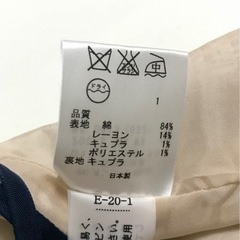 中
ドライ
1
品質
表地 綿 84%
レーヨン 14%
キュプラ 1%
ポリエステル 1%
裏地 キュプラ
日本製
E-20-1